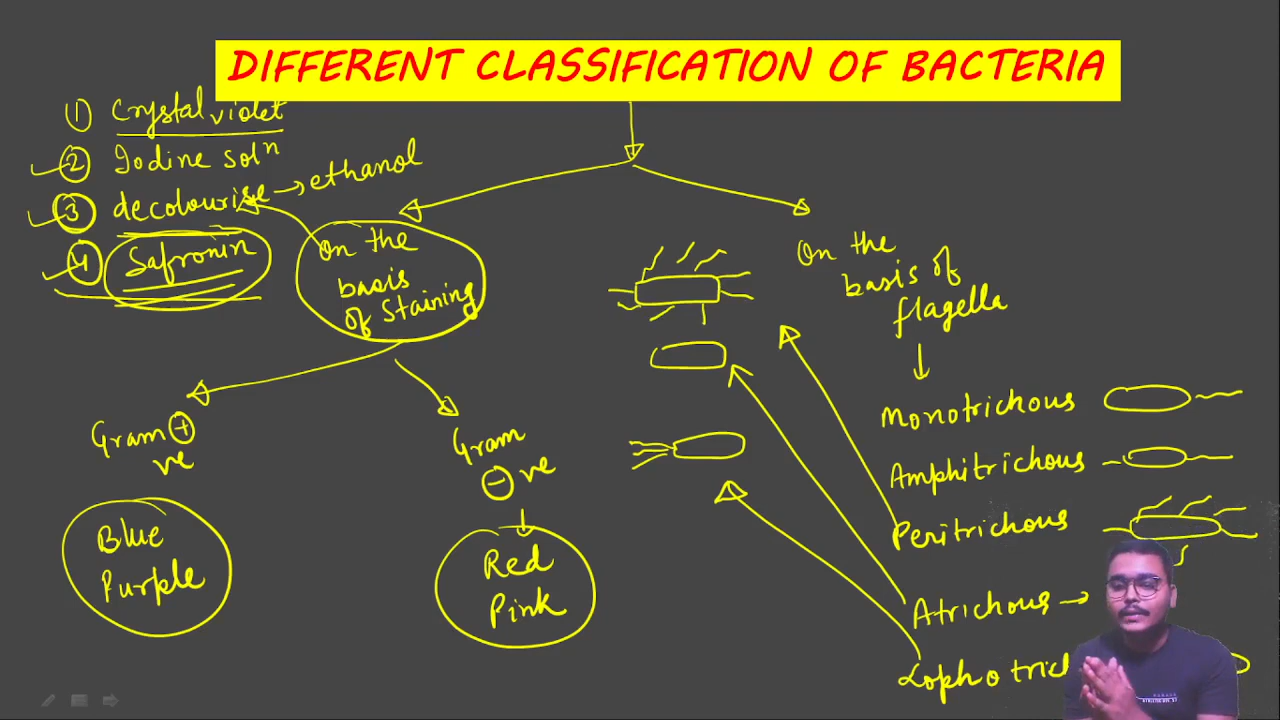 DIFFERENT CLASSIFICATION OF BACTERIA
① Crystal violet
② Iodine solⁿ
③ decolourise → ethanol
④ Safronin
On the
basis
of Staining
Gram ⊕
ve
Blue
Purple
Gram
⊖ ve
Red
Pink
On the
basis of
flagella
Monotrichous
Amphitrichous
Peritrichous
Atrichous →
Lophotrich